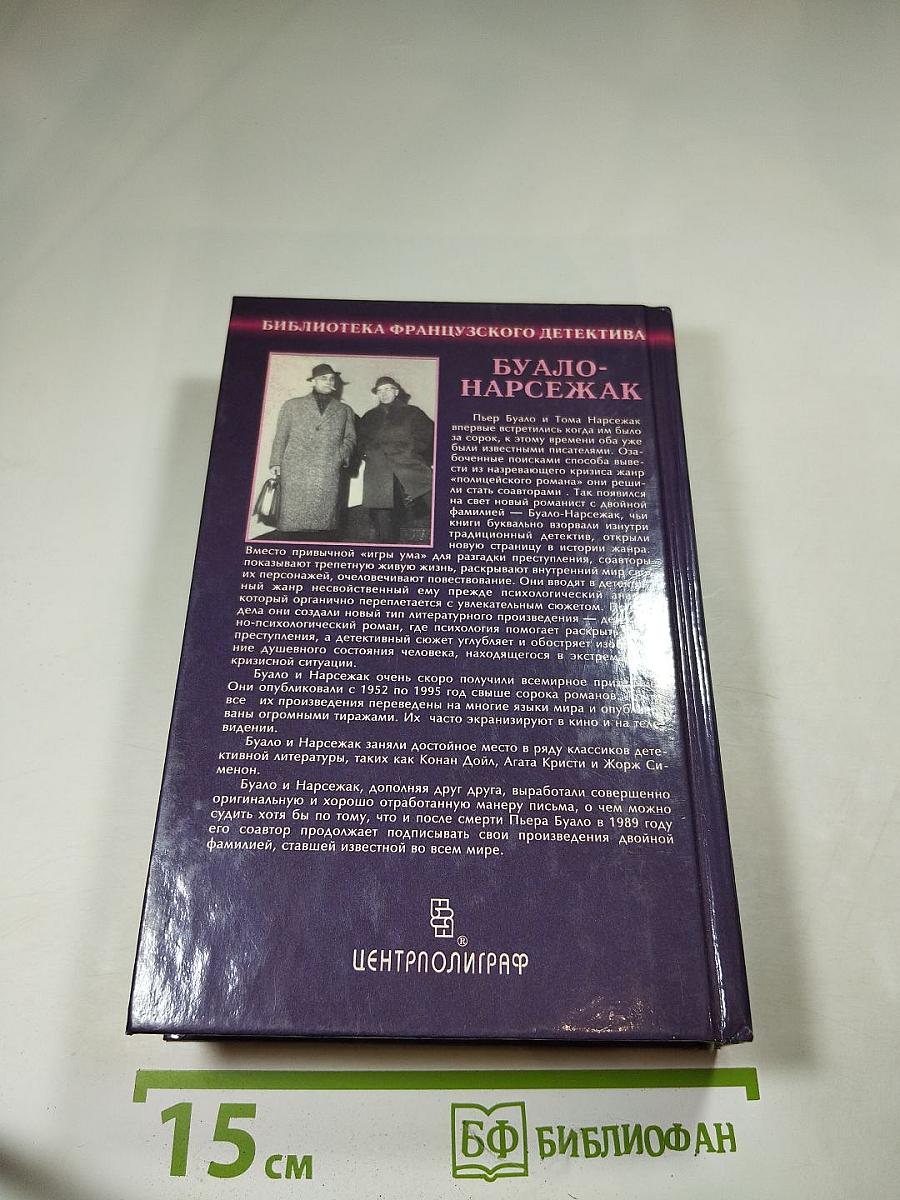 БИБЛИОТЕКА ФРАНЦУЗСКОГО ДЕТЕКТИВА
БУАЛО-
НАРСЕЖАК
Пьер Буало и Тома Нарсежак
впервые встретились когда им было
за сорок, к этому времени оба уже
были известными писателями. Оза-
боченные поисками способа выве-
сти из назревающего кризиса жанр
«полицейского романа» они реши-
ли стать соавторами . Так появился
на свет новый романист с двойной
фамилией — Буало-Нарсежак, чьи
книги буквально взорвали изнутри
традиционный детектив, открыли
новую страницу в истории жанра.
Вместо привычной «игры ума» для разгадки преступления, соавторы
показывают трепетную живую жизнь, раскрывают внутренний мир
их персонажей, очеловечивают повествование. Они вводят в
ный жанр несвойственный ему прежде психологический
который органично переплетается с увлекательным сюжетом.
дела они создали новый тип литературного произведения —
но-психологический роман, где психология помогает
преступления, а детективный сюжет углубляет и обостряет
ние душевного состояния человека, находящегося в
кризисной ситуации.
Буало и Нарсежак очень скоро получили всемирное
Они опубликовали с 1952 по 1995 год свыше сорока романов
все их произведения переведены на многие языки мира и
ваны огромными тиражами. Их часто экранизируют в кино и на теле-
видении.
Буало и Нарсежак заняли достойное место в ряду классиков дете-
ктивной литературы, таких как Конан Дойл, Агата Кристи и Жорж Си-
менон.
Буало и Нарсежак, дополняя друг друга, выработали совершенно
оригинальную и хорошо отработанную манеру письма, о чем можно
судить хотя бы по тому, что и после смерти Пьера Буало в 1989 году
его соавтор продолжает подписывать свои произведения двойной
фамилией, ставшей известной во всем мире.
®
ЦЕНТРПОЛИГРАФ
15 см
БФ БИБЛИОФАН